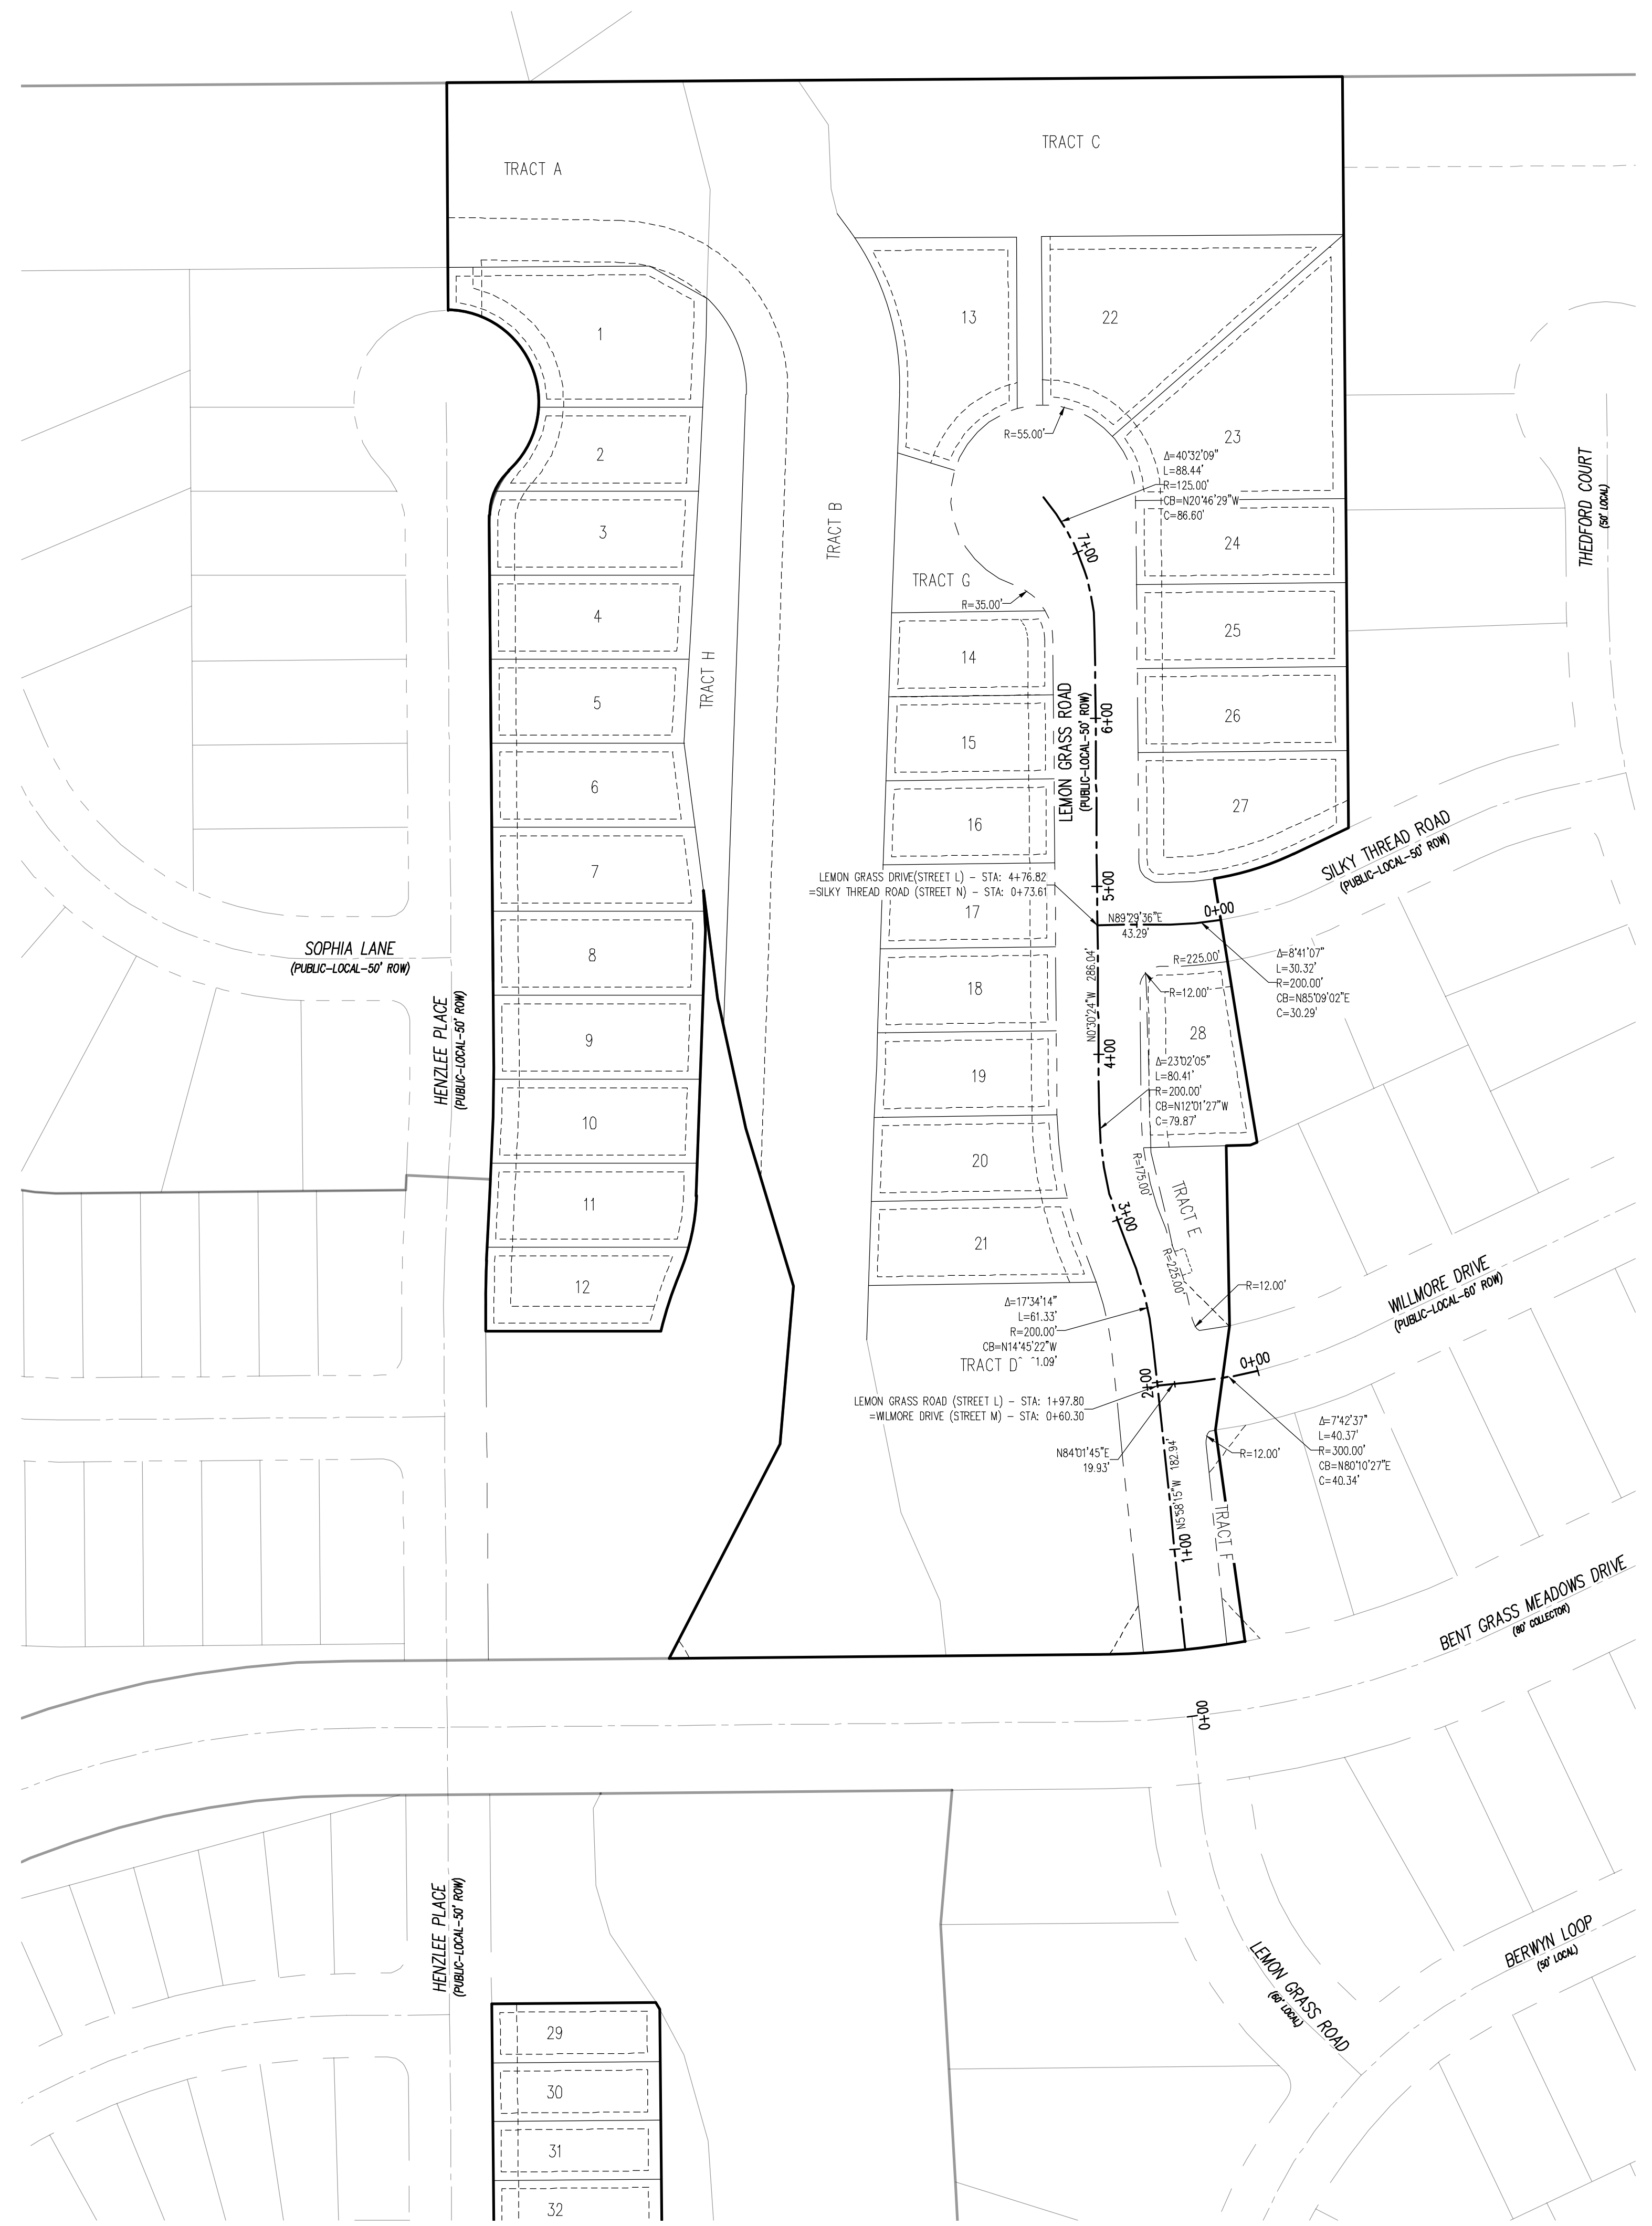 TRACT C
TRACT A
13
22
1
23
2
R=55.00'
Δ=40°32'09"
L=88.44'
R=125.00'
CB=N20°46'29"W
C=86.60'
THEDFORD COURT
(50' LOCAL)
3
TRACT B
7+00
24
TRACT G
R=35.00'
4
25
14
5
TRACT H
LEMON GRASS ROAD
(PUBLIC-LOCAL-50' ROW)
6+00
26
15
6
27
16
SILKY THREAD ROAD
(PUBLIC-LOCAL-50' ROW)
7
LEMON GRASS DRIVE(STREET L) - STA: 4+76.82
=SILKY THREAD ROAD (STREET N) - STA: 0+73.61
5+00
17
N89°29'36"E
43.29'
0+00
SOPHIA LANE
(PUBLIC-LOCAL-50' ROW)
8
R=225.00'
Δ=8°41'07"
L=30.32'
R=200.00'
CB=N85°09'02"E
C=30.29'
18
N0°30'24"W 286.04'
R=12.00'
28
HENZLEE PLACE
(PUBLIC-LOCAL-50' ROW)
9
4+00
19
Δ=23°02'05"
L=80.41'
R=200.00'
CB=N12°01'27"W
C=79.87'
10
20
R=175.00'
TRACT E
11
3+00
21
R=225.00'
12
R=12.00'
WILLMORE DRIVE
(PUBLIC-LOCAL-60' ROW)
Δ=17°34'14"
L=61.33'
R=200.00'
CB=N14°45'22"W
1.09'
TRACT D
0+00
2+00
LEMON GRASS ROAD (STREET L) - STA: 1+97.80
=WILMORE DRIVE (STREET M) - STA: 0+60.30
N84°01'45"E
19.93'
R=12.00'
Δ=7°42'37"
L=40.37'
R=300.00'
CB=N80°10'27"E
C=40.34'
N5°58'15"W 182.94'
TRACT F
1+00
BENT GRASS MEADOWS DRIVE
(80' COLLECTOR)
0+00
HENZLEE PLACE
(PUBLIC-LOCAL-50' ROW)
BERWYN LOOP
(50' LOCAL)
LEMON GRASS ROAD
(60' LOCAL)
29
30
31
32